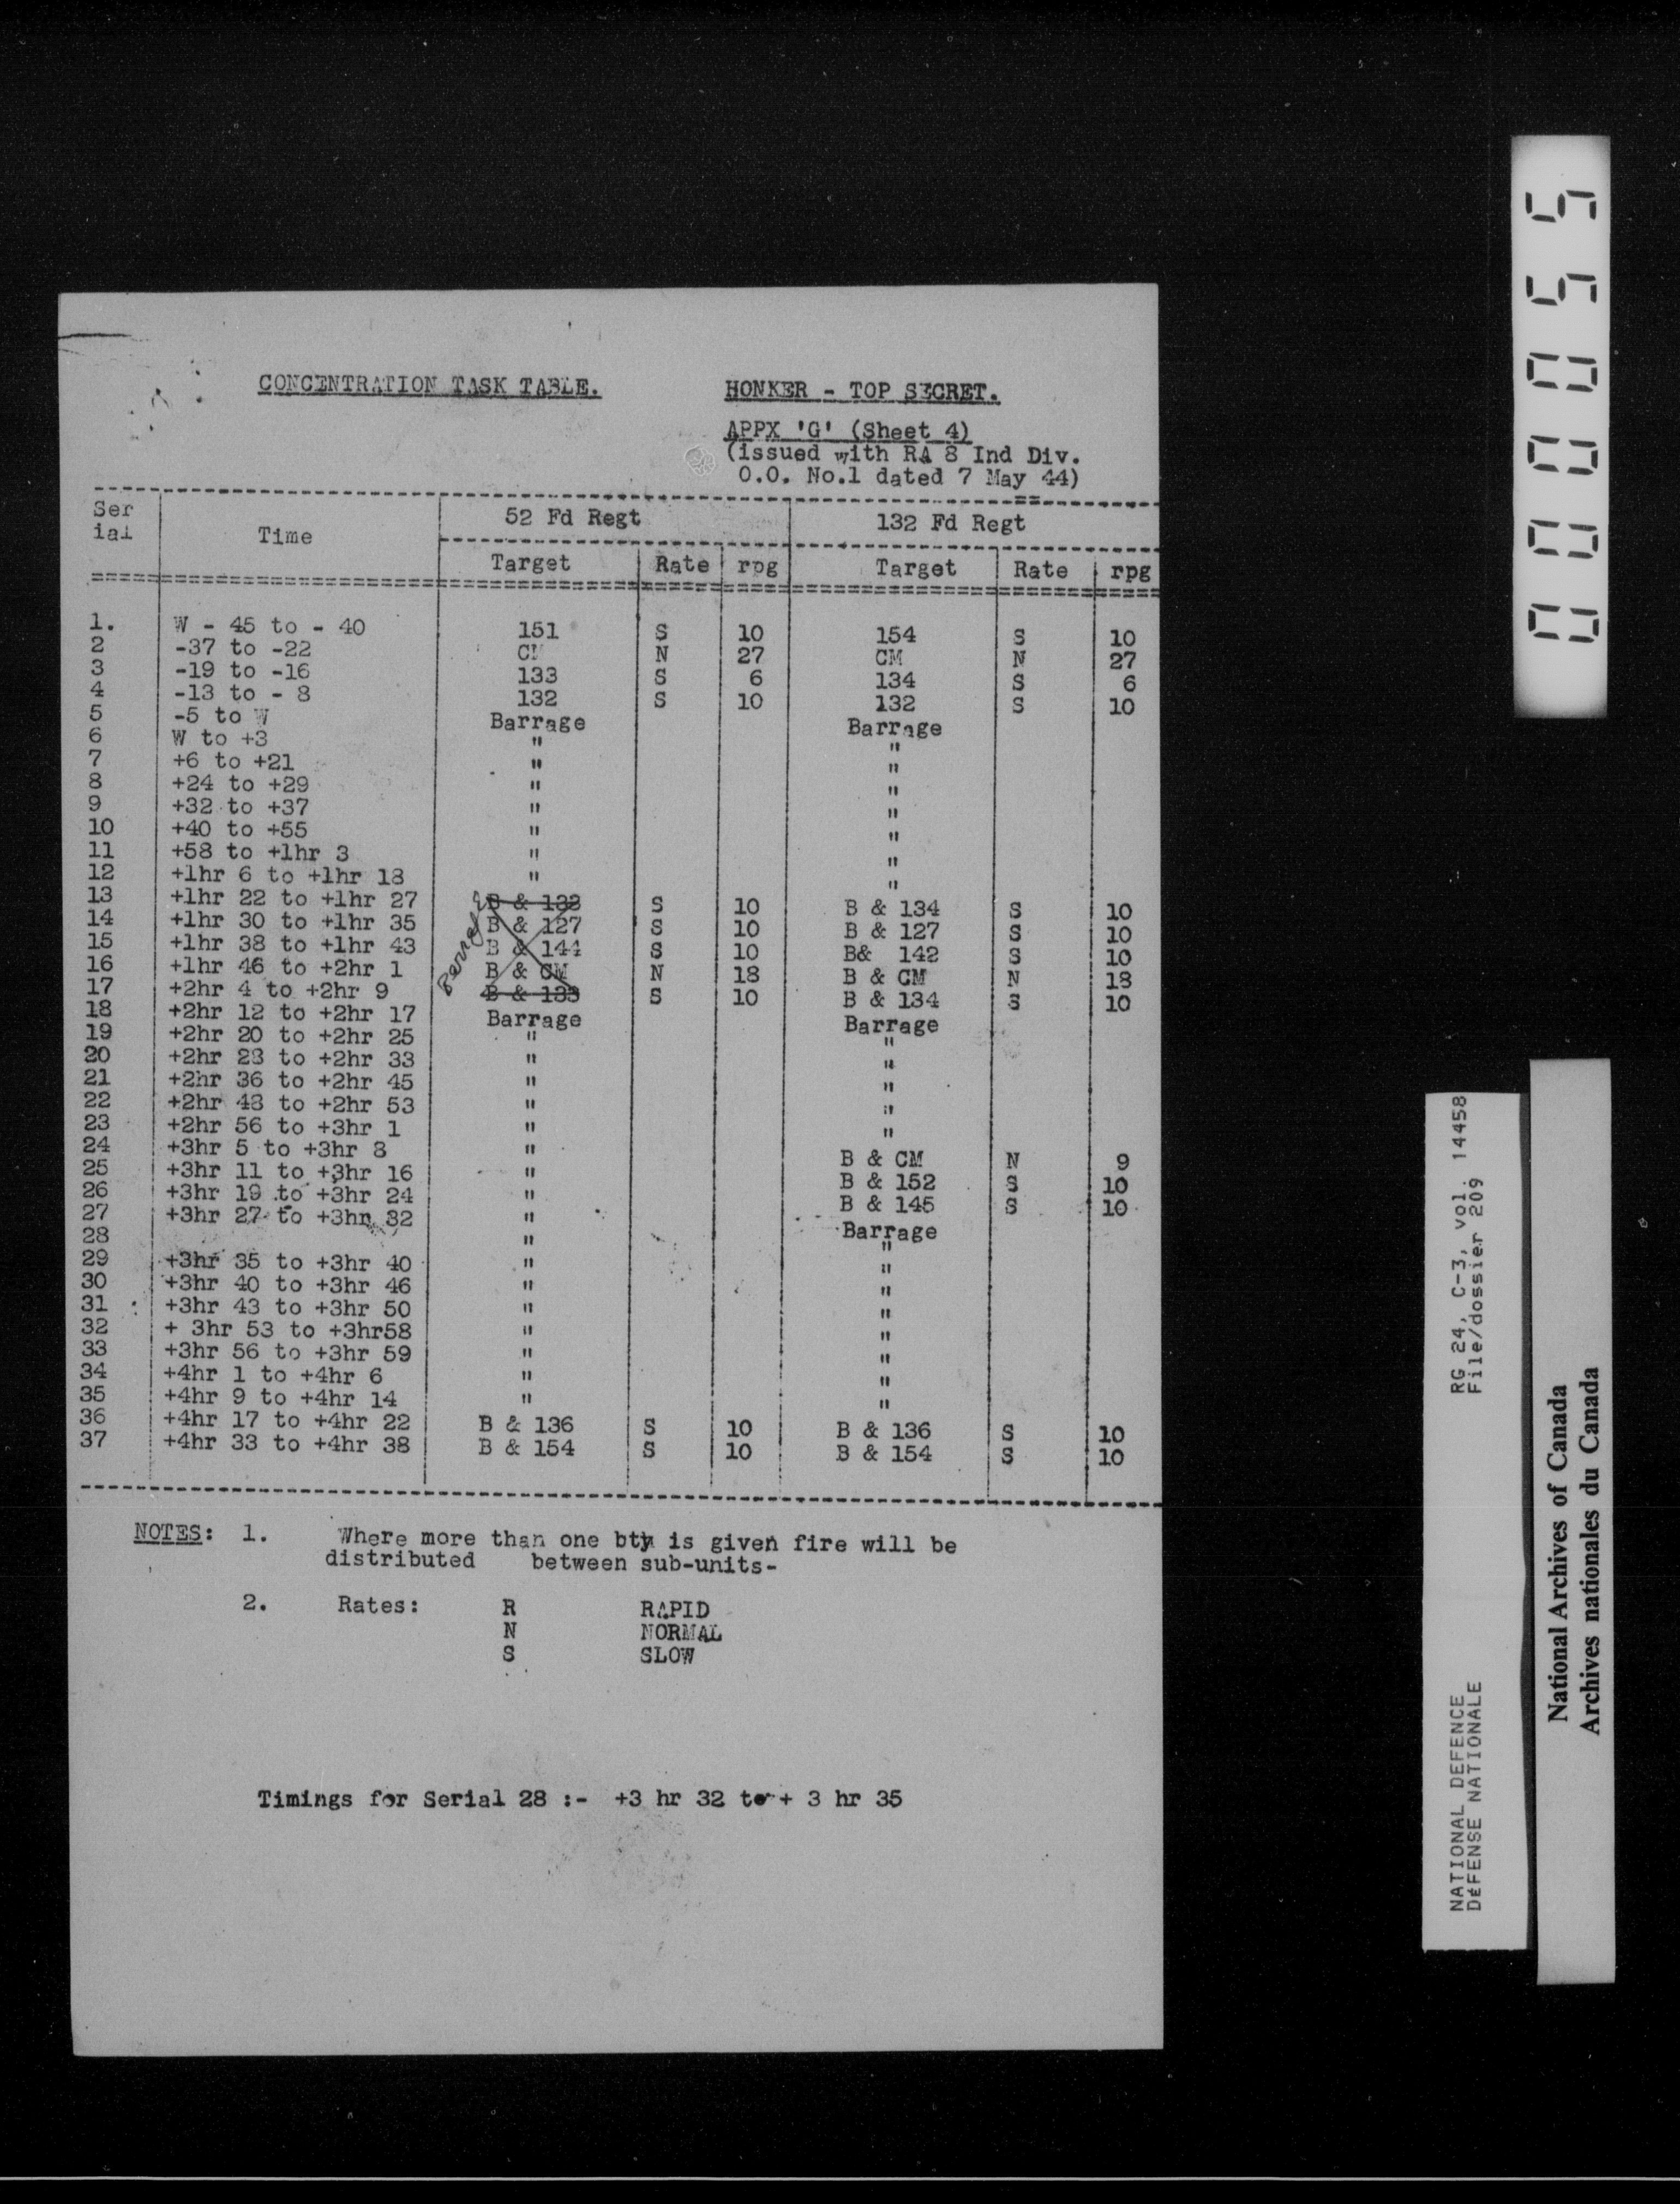 CONCENTRATION TASK TABLE.
HONKER - TOP SECRET.
APPX 'G' (Sheet 4)
(issued with RA 8 Ind Div.
O.O. No.1 dated 7 May 44)
Ser ial Time 52 Fd Regt 132 Fd Regt
Target Rate rpg Target Rate rpg
1. W - 45 to - 40 151 S 10 154 S 10
2 -37 to -22 CM N 27 CM N 27
3 -19 to -16 133 S 6 134 S 6
4 -13 to - 8 132 S 10 132 S 10
5 -5 to W Barrage Barrage
6 W to +3 " "
7 +6 to +21 " "
8 +24 to +29 " "
9 +32 to +37 " "
10 +40 to +55 " "
11 +58 to +1hr 3 " "
12 +1hr 6 to +1hr 18 " "
13 +1hr 22 to +1hr 27 B & 133 S 10 B & 134 S 10
14 +1hr 30 to +1hr 35 B & 127 S 10 B & 127 S 10
15 +1hr 38 to +1hr 43 B & 144 S 10 B& 142 S 10
16 +1hr 46 to +2hr 1 B & CM N 18 B & CM N 18
17 +2hr 4 to +2hr 9 B & 133 S 10 B & 134 S 10
18 +2hr 12 to +2hr 17 Barrage Barrage
19 +2hr 20 to +2hr 25 " "
20 +2hr 28 to +2hr 33 " "
21 +2hr 36 to +2hr 45 " "
22 +2hr 48 to +2hr 53 " "
23 +2hr 56 to +3hr 1 " "
24 +3hr 5 to +3hr 8 " B & CM N 9
25 +3hr 11 to +3hr 16 " B & 152 S 10
26 +3hr 19 to +3hr 24 " B & 145 S 10
27 +3hr 27 to +3hr 32 " Barrage
28 " "
29 +3hr 35 to +3hr 40 " "
30 +3hr 40 to +3hr 46 " "
31 +3hr 43 to +3hr 50 " "
32 + 3hr 53 to +3hr58 " "
33 +3hr 56 to +3hr 59 " "
34 +4hr 1 to +4hr 6 " "
35 +4hr 9 to +4hr 14 " "
36 +4hr 17 to +4hr 22 B & 136 S 10 B & 136 S 10
37 +4hr 33 to +4hr 38 B & 154 S 10 B & 154 S 10
NOTES: 1. Where more than one bty is given fire will be
distributed between sub-units-
2. Rates: R RAPID
N NORMAL
S SLOW
Timings for Serial 28 :- +3 hr 32 to + 3 hr 35
000055
RG 24, C-3, vol. 14458
File/dossier 209
NATIONAL DEFENCE
DÉFENSE NATIONALE
National Archives of Canada
Archives nationales du Canada